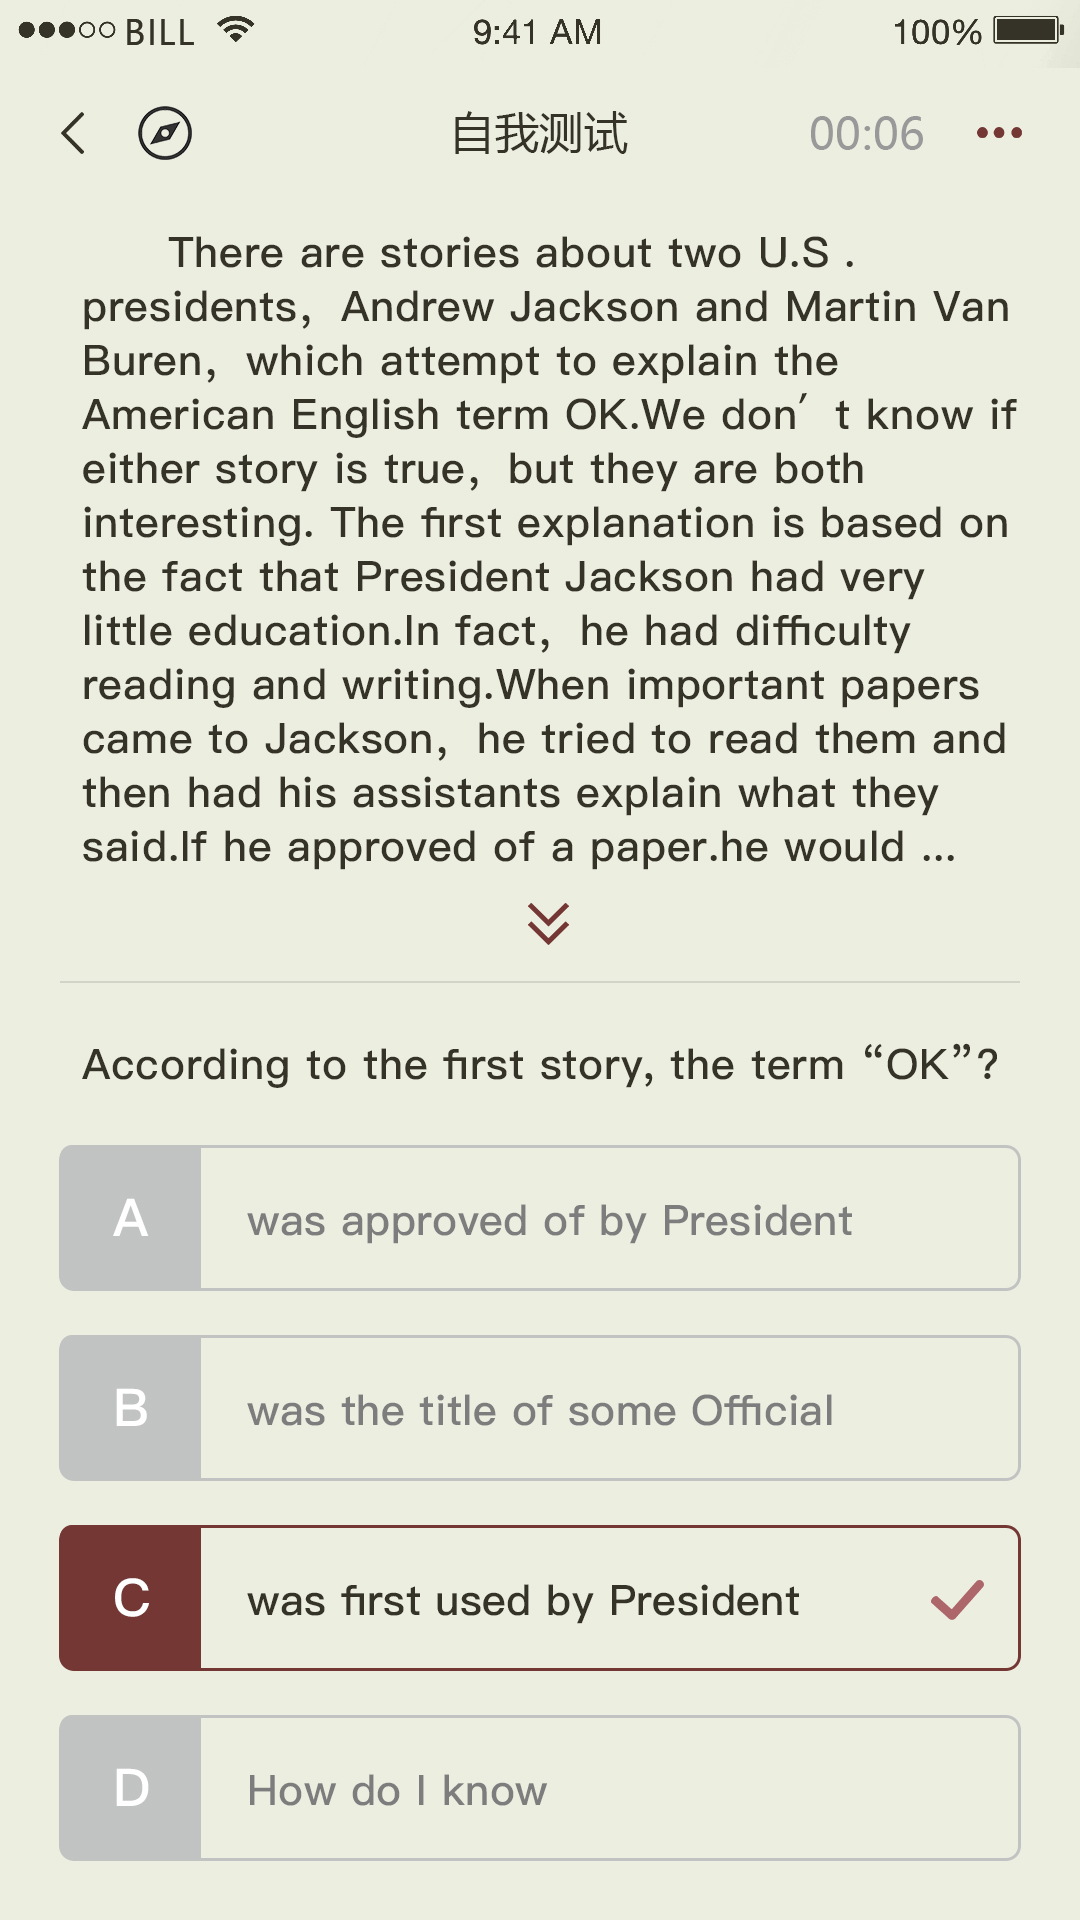 BILL 9:41 AM 100%
自我测试 00:06
There are stories about two U.S .
presidents，Andrew Jackson and Martin Van
Buren，which attempt to explain the
American English term OK.We don′t know if
either story is true，but they are both
interesting. The first explanation is based on
the fact that President Jackson had very
little education.In fact，he had difficulty
reading and writing.When important papers
came to Jackson，he tried to read them and
then had his assistants explain what they
said.If he approved of a paper.he would ...
According to the first story, the term “OK”?
A was approved of by President
B was the title of some Official
C was first used by President
D How do I know